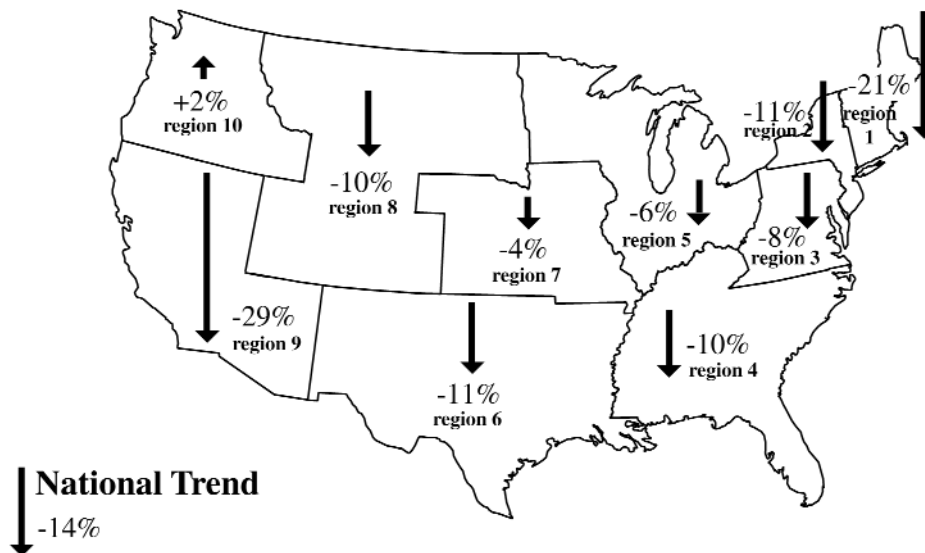 +2%
region 10
-10%
region 8
-4%
region 7
-6%
region 5
-11%
region 2
-21%
region
1
-8%
region 3
-29%
region 9
-11%
region 6
-10%
region 4
National Trend
-14%